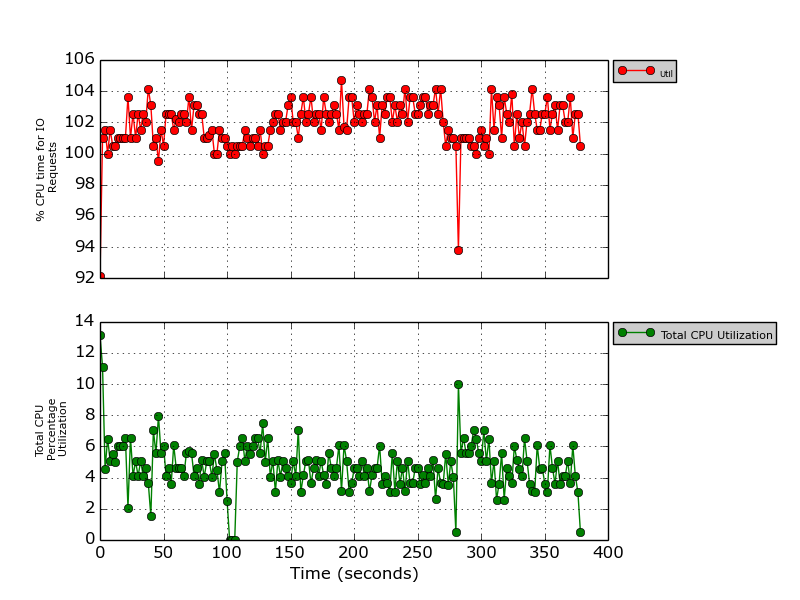 106
104
102
100
98
96
94
92
% CPU time for IO
Requests
Util
14
12
10
8
6
4
2
0
Total CPU
Percentage
Utilization
Total CPU Utilization
0 50 100 150 200 250 300 350 400
Time (seconds)